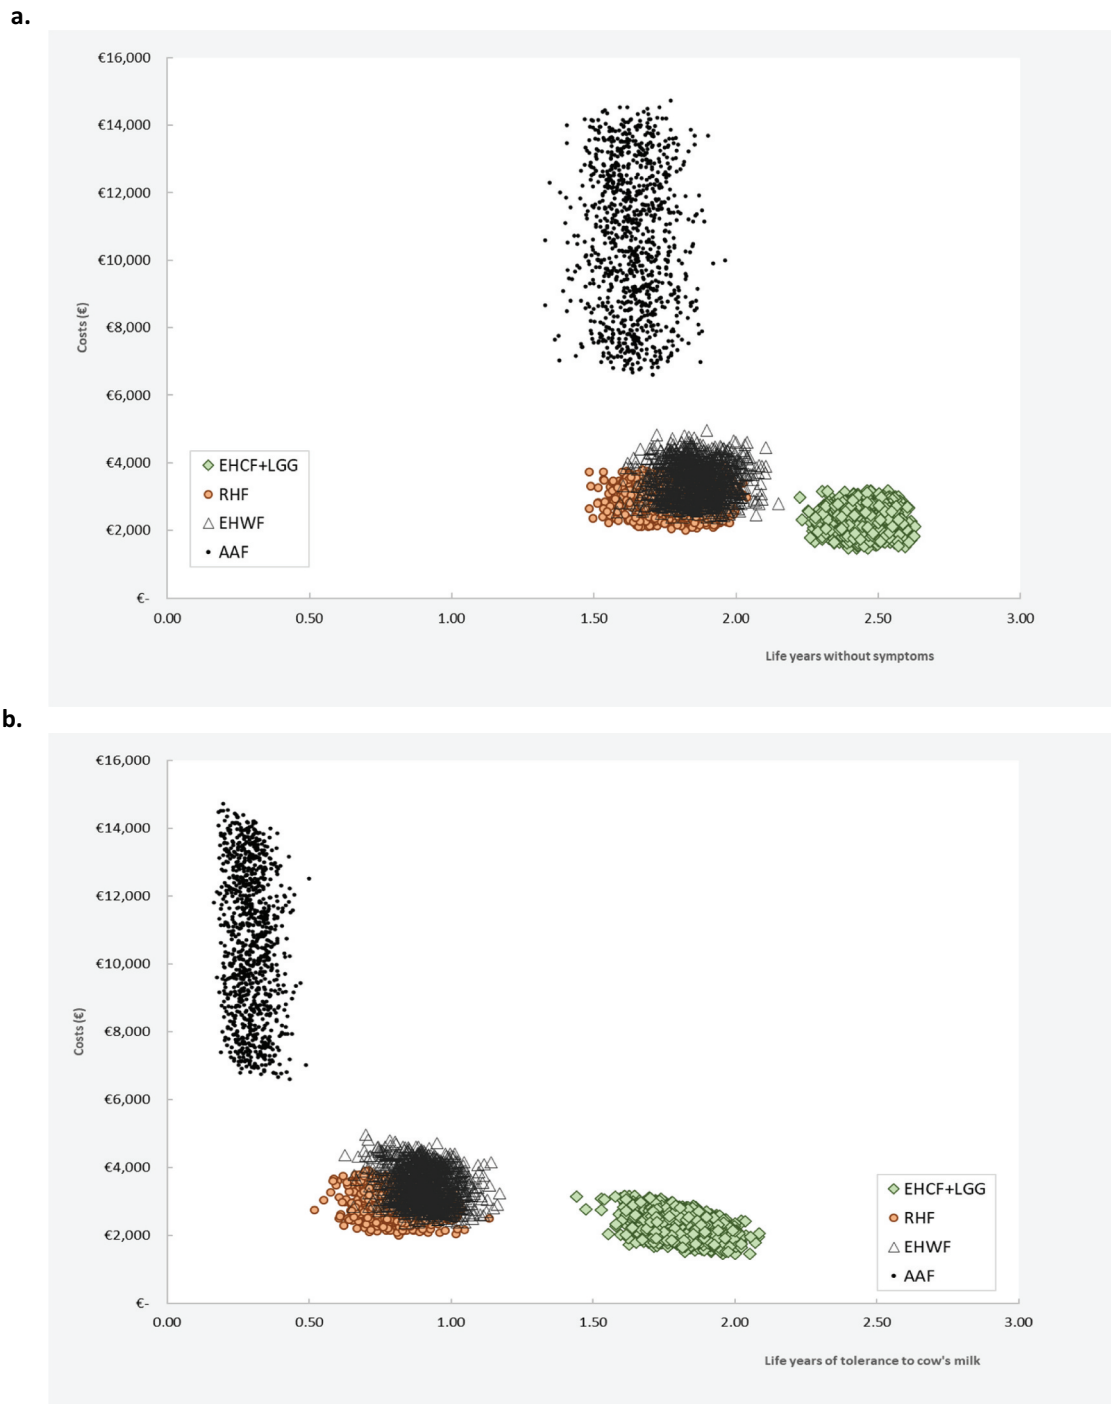 a.
€16,000
€14,000
€12,000
€10,000
€8,000
€6,000
€4,000
€2,000
€-
Costs (€)
EHCF+LGG
RHF
EHWF
AAF
0.00 0.50 1.00 1.50 2.00 2.50 3.00
Life years without symptoms
b.
€16,000
€14,000
€12,000
€10,000
€8,000
€6,000
€4,000
€2,000
€-
Costs (€)
EHCF+LGG
RHF
EHWF
AAF
0.00 0.50 1.00 1.50 2.00 2.50 3.00
Life years of tolerance to cow's milk